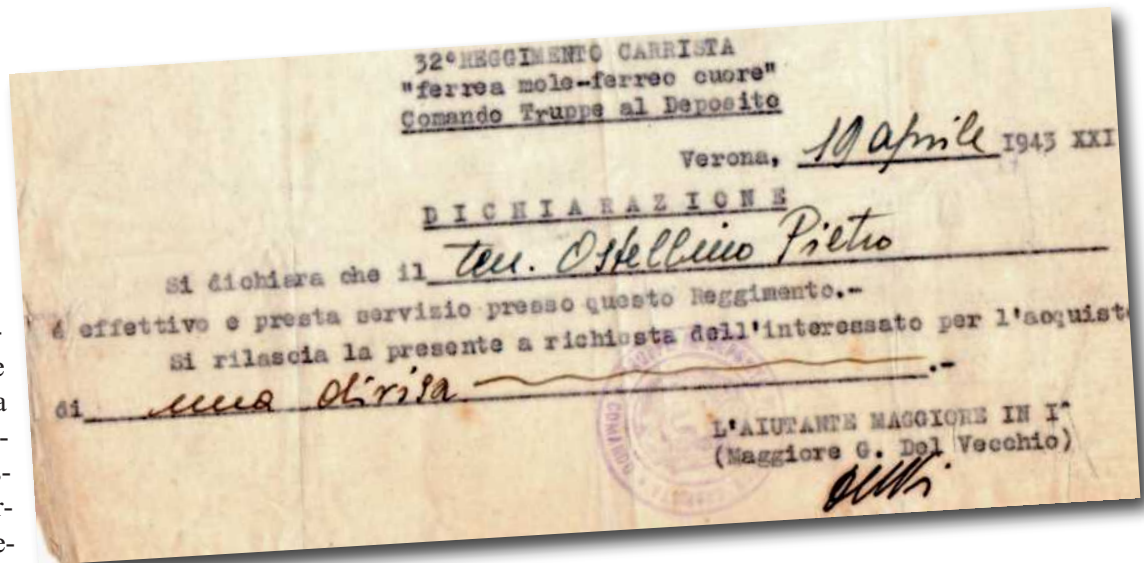 32° REGGIMENTO CARRISTA
"ferrea mole-ferreo cuore"
Comando Truppe al Deposito
Verona, 19 aprile 1943 XXI
DICHIARAZIONE
Si dichiara che il ten. Ostellino Pietro
è effettivo e presta servizio presso questo Reggimento.-
Si rilascia la presente a richiesta dell'interessato per l'acquisto
di una divisa .-
L'AIUTANTE MAGGIORE IN Iª
(Maggiore G. Del Vecchio)